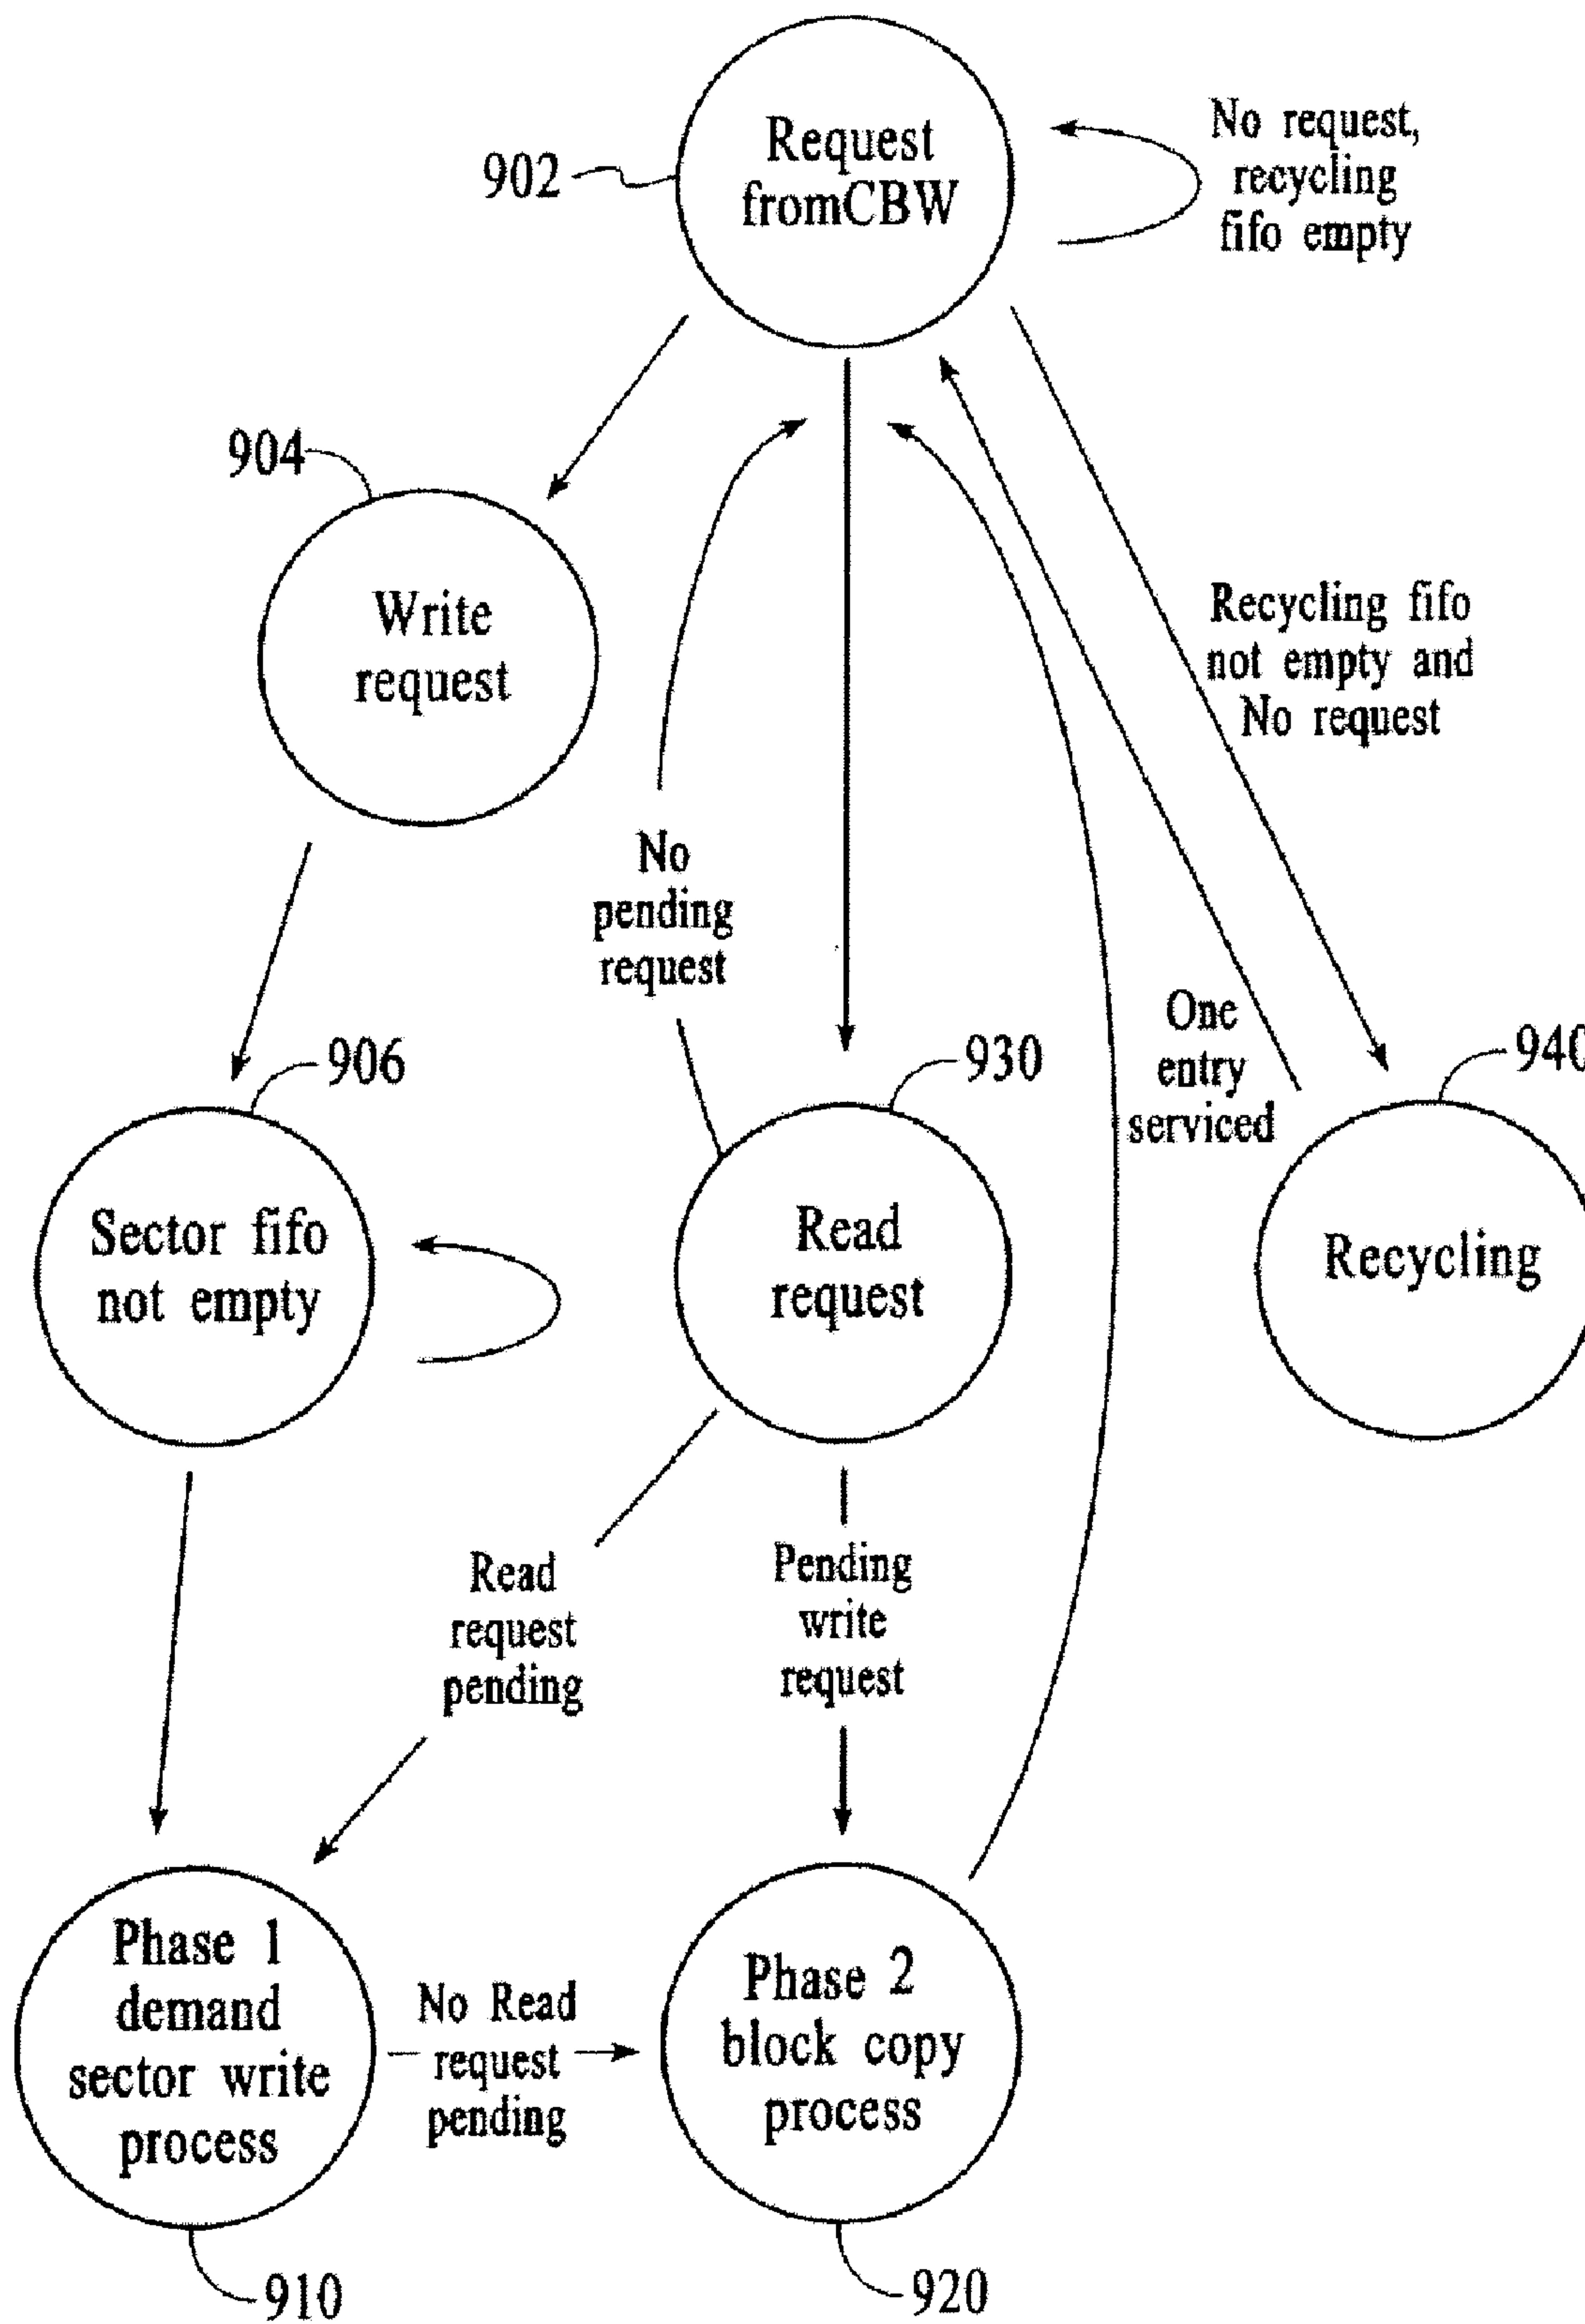 Request
fromCBW
902
No request,
recycling
fifo empty
904
Write
request
Recycling fifo
not empty and
No request
No
pending
request
One
entry
serviced
906
930
940
Sector fifo
not empty
Read
request
Recycling
Read
request
pending
Pending
write
request
Phase 1
demand
sector write
process
No Read
request
pending
Phase 2
block copy
process
910
920